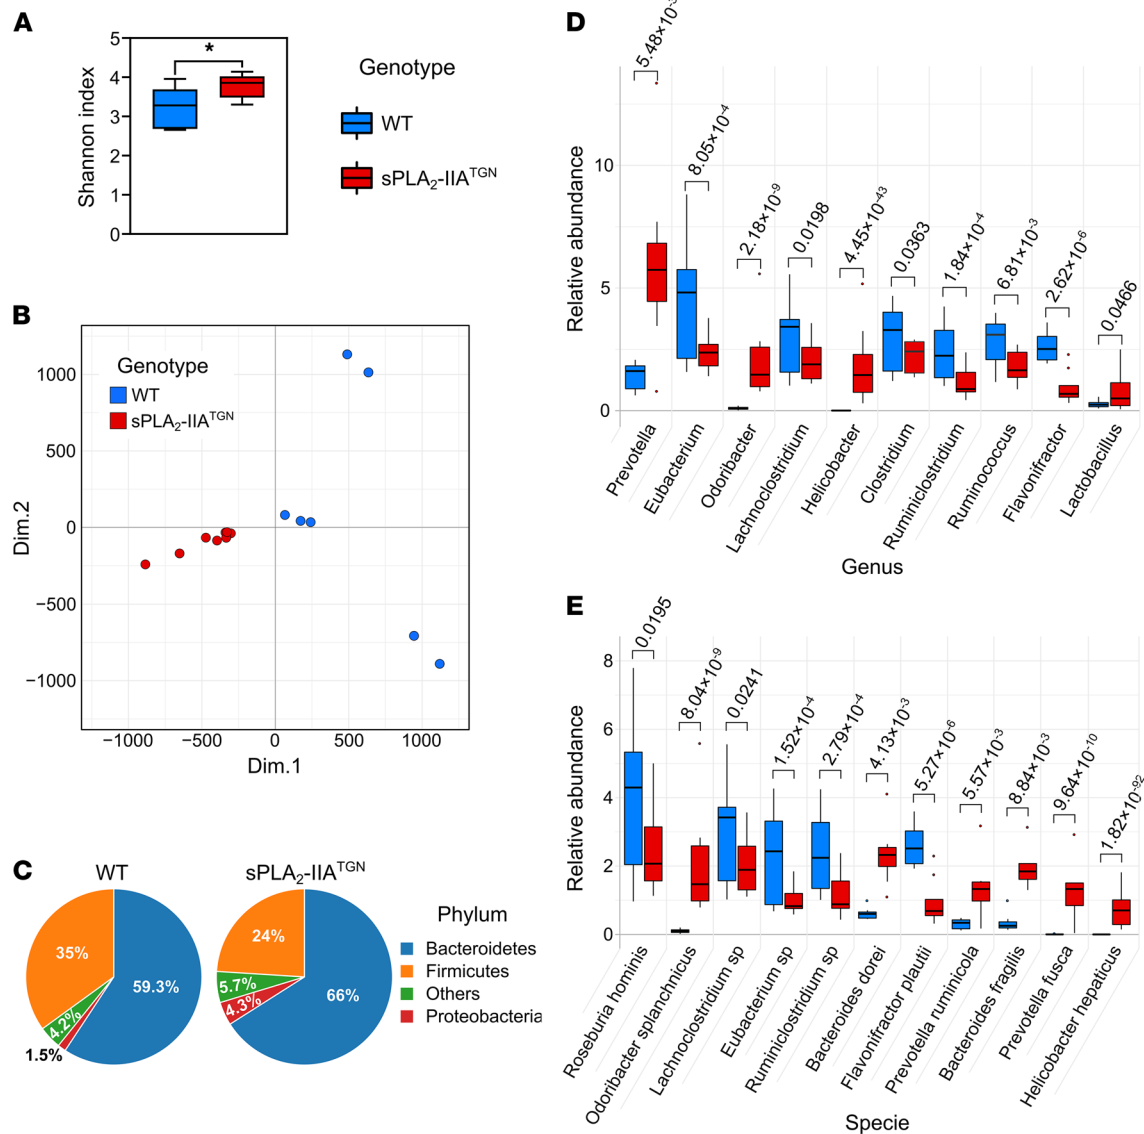 A
Shannon index
5
4
3
2
1
0
*
Genotype
WT
sPLA2-IIATGN
B
Genotype
WT
sPLA2-IIATGN
Dim.2
1000
500
0
−500
−1000
−1000
−500
0
500
1000
Dim.1
C
WT
sPLA2-IIATGN
35%
59.3%
4.2%
1.5%
24%
5.7%
4.3%
66%
Phylum
Bacteroidetes
Firmicutes
Others
Proteobacteria
D
Relative abundance
10
5
0
8.05×10-4
2.18×10-9
0.0198
4.45×10-43
0.0363
1.84×10-4
6.81×10-3
2.62×10-6
0.0466
Prevotella
Eubacterium
Odoribacter
Lachnoclostridium
Helicobacter
Clostridium
Ruminiclostridium
Ruminococcus
Flavonifractor
Lactobacillus
Genus
E
Relative abundance
8
6
4
2
0
0.0195
8.04×10-9
0.0241
1.52×10-4
2.79×10-4
4.13×10-3
5.27×10-6
5.57×10-3
8.84×10-3
9.64×10-10
1.82×10-92
Roseburia hominis
Odoribacter splanchnicus
Lachnoclostridium sp
Eubacterium sp
Ruminiclostridium sp
Bacteroides dorei
Flavonifractor plautii
Prevotella ruminicola
Bacteroides fragilis
Prevotella fusca
Helicobacter hepaticus
Specie